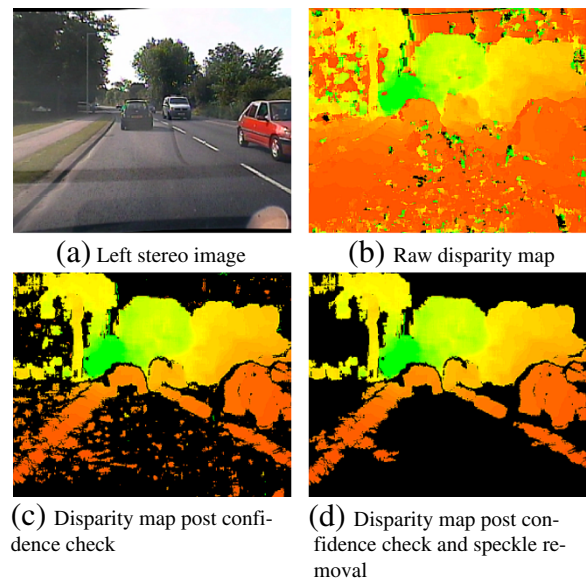 (a) Left stereo image
(b) Raw disparity map
(c) Disparity map post confi-
dence check
(d) Disparity map post con-
fidence check and speckle re-
moval